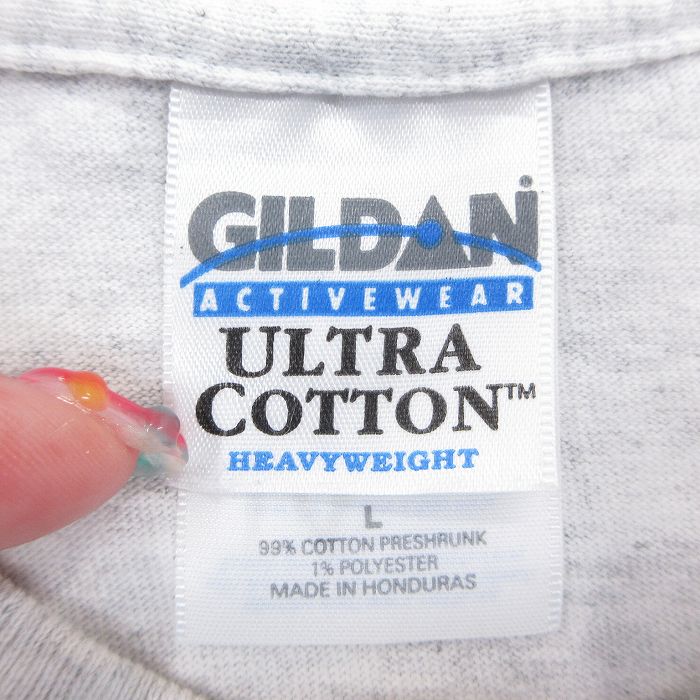 GILDAN®
ACTIVEWEAR
ULTRA
COTTON™
HEAVYWEIGHT
L
99% COTTON PRESHRUNK
1% POLYESTER
MADE IN HONDURAS